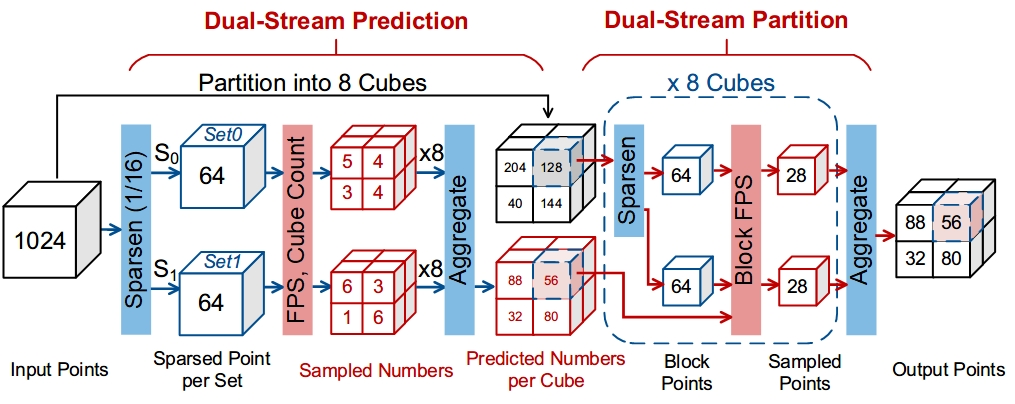 Dual-Stream Prediction
Dual-Stream Partition
Partition into 8 Cubes
x 8 Cubes
1024
Sparsen (1/16)
S0
Set0
64
S1
Set1
64
FPS, Cube Count
5 4
3 4
x8
6 3
1 6
x8
Aggregate
204 128
40 144
88 56
32 80
Sparsen
64
64
Block FPS
28
28
Aggregate
88 56
32 80
Input Points
Sparsed Point
per Set
Sampled Numbers
Predicted Numbers
per Cube
Block
Points
Sampled
Points
Output Points